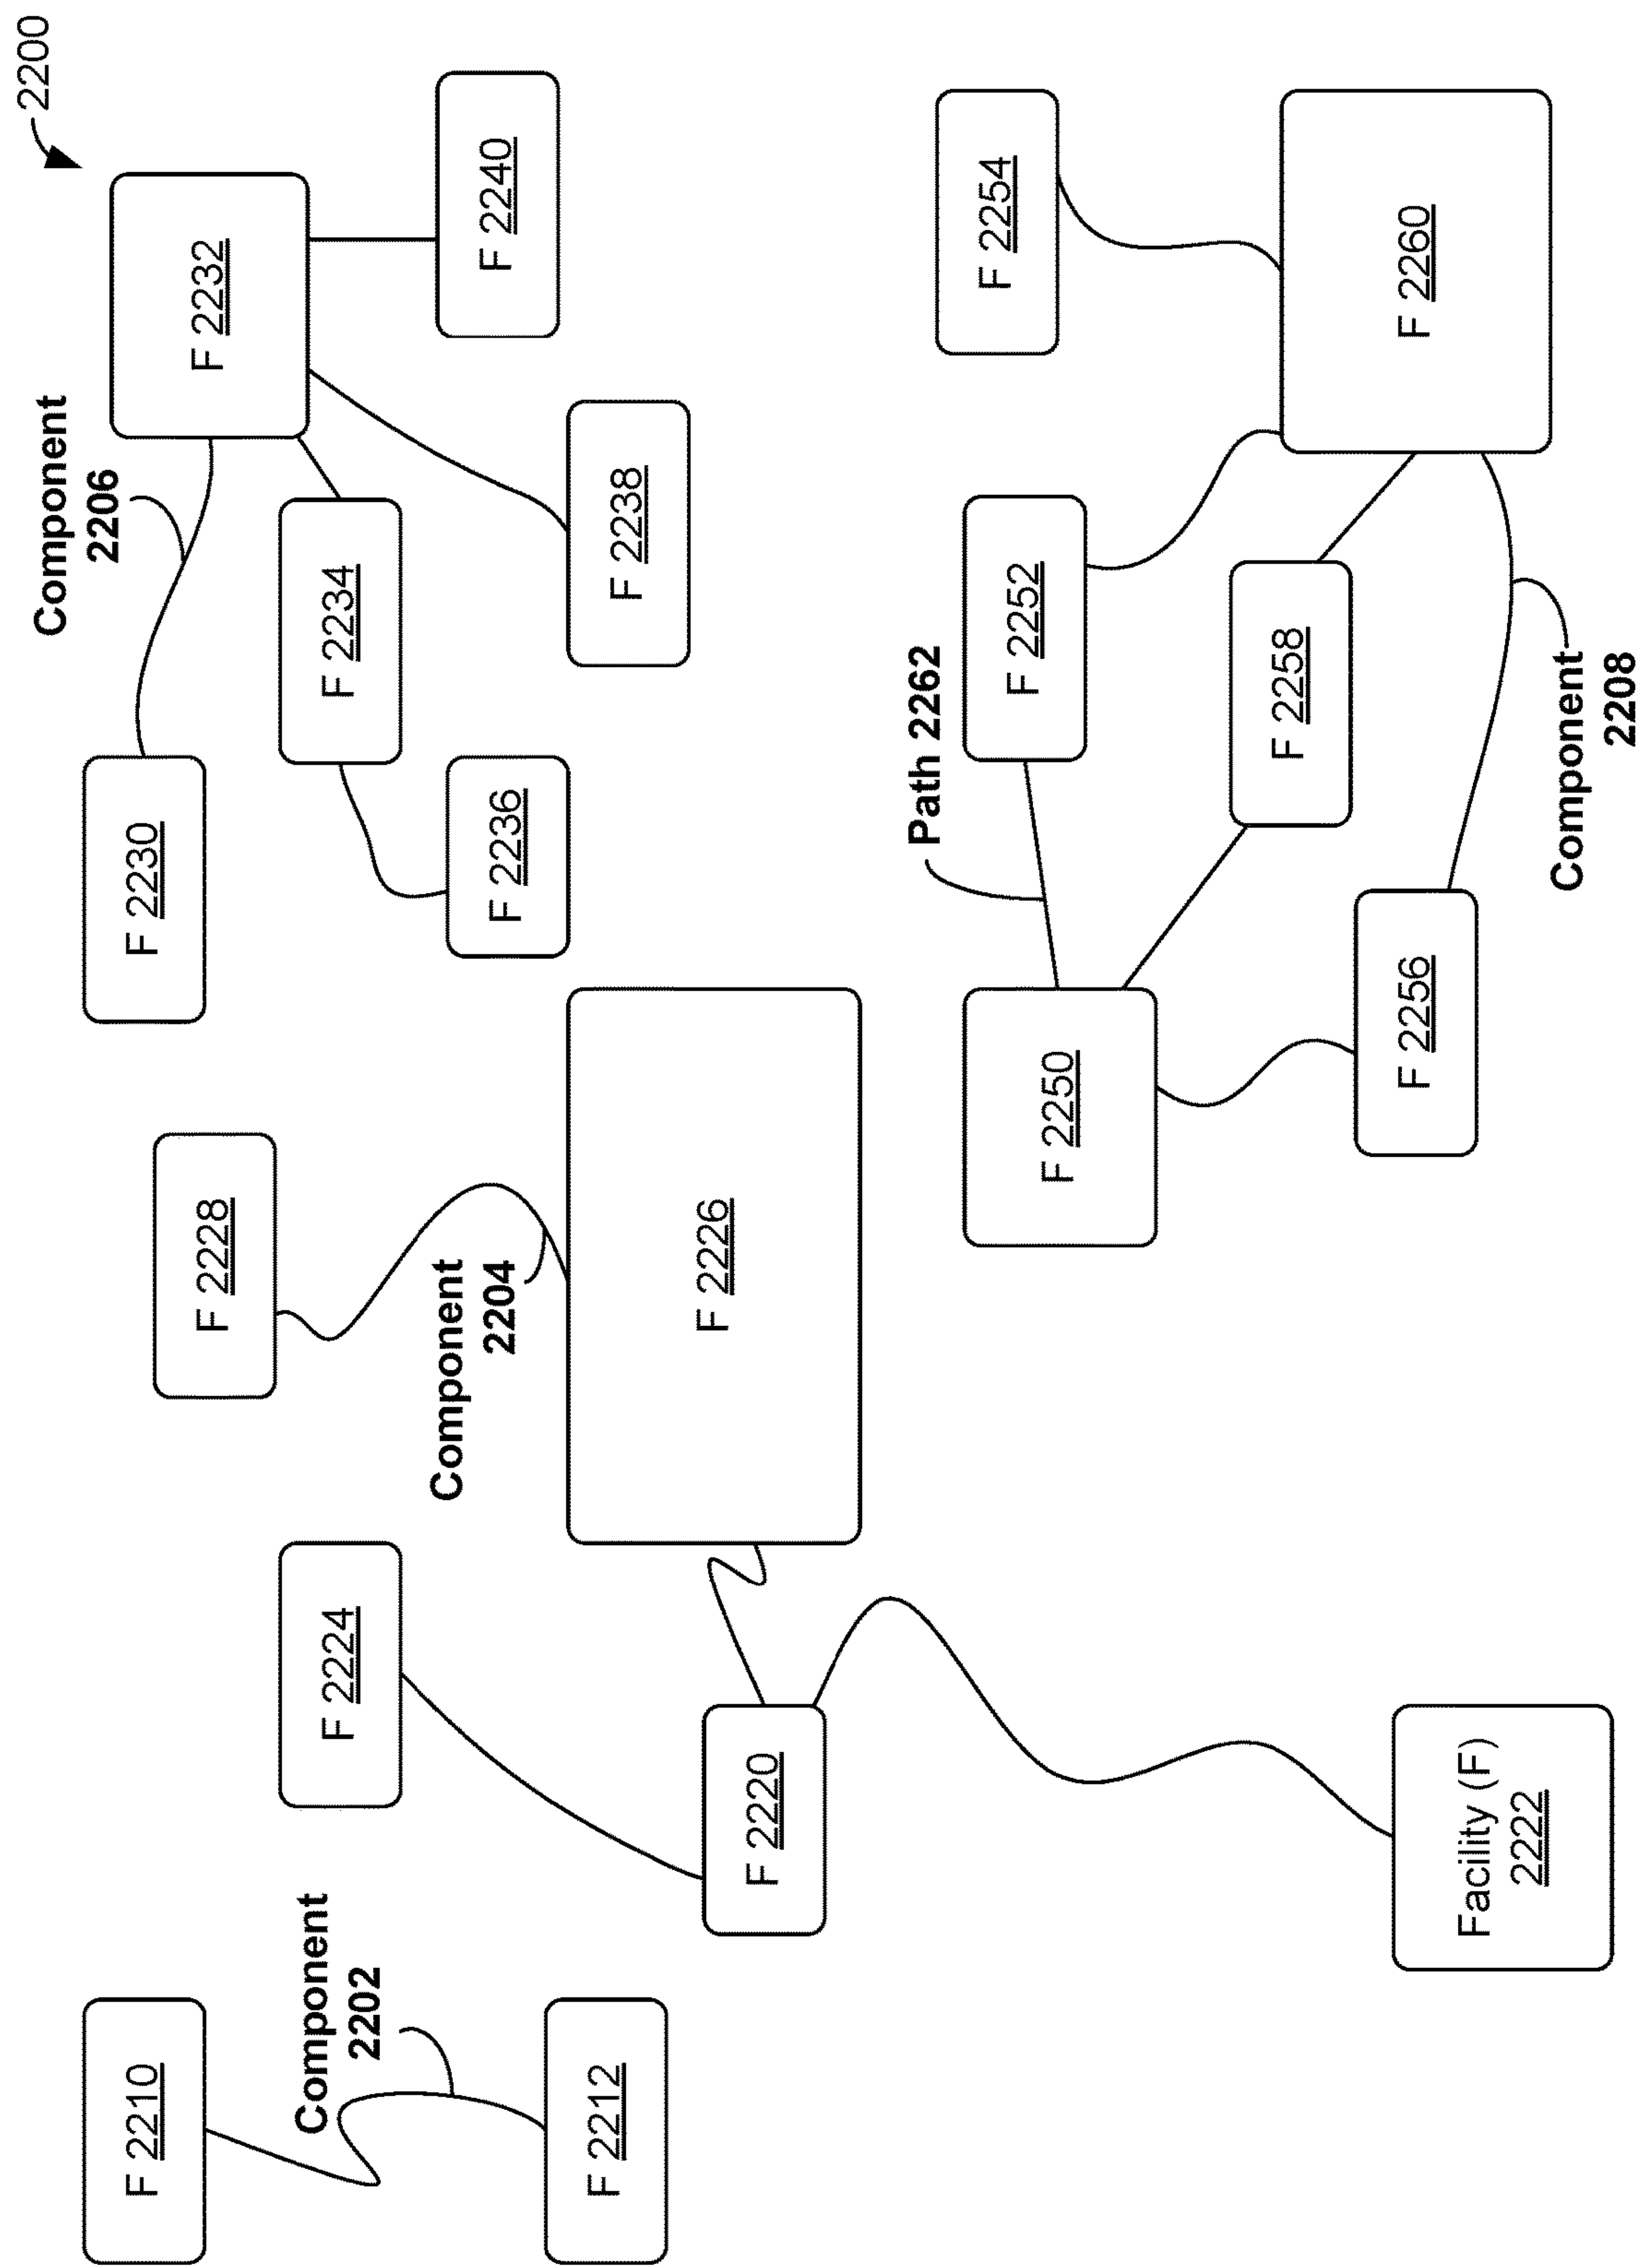 2200
Component
2206
F 2230
F 2232
F 2234
F 2236
F 2238
F 2240
F 2228
Component
2204
F 2226
F 2224
F 2220
Facility (F)
2222
F 2210
Component
2202
F 2212
Path 2262
F 2250
F 2252
F 2254
F 2256
F 2258
F 2260
Component
2208